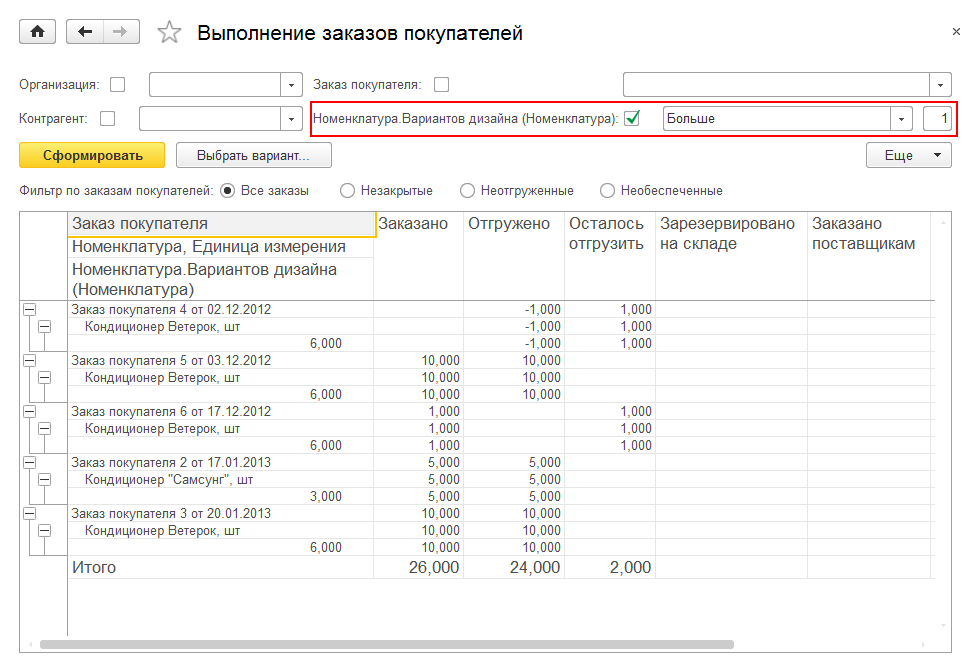 Выполнение заказов покупателей
Организация: Заказ покупателя:
Контрагент: Номенклатура.Вариантов дизайна (Номенклатура): Больше 1
Сформировать Выбрать вариант... Еще
Фильтр по заказам покупателей: Все заказы Незакрытые Неотгруженные Необеспеченные
Заказ покупателя Заказано Отгружено Осталось отгрузить Зарезервировано на складе Заказано поставщикам
Номенклатура, Единица измерения
Номенклатура.Вариантов дизайна
(Номенклатура)
Заказ покупателя 4 от 02.12.2012 -1,000 1,000
Кондиционер Ветерок, шт -1,000 1,000
6,000 -1,000 1,000
Заказ покупателя 5 от 03.12.2012 10,000 10,000
Кондиционер Ветерок, шт 10,000 10,000
6,000 10,000 10,000
Заказ покупателя 6 от 17.12.2012 1,000 1,000
Кондиционер Ветерок, шт 1,000 1,000
6,000 1,000 1,000
Заказ покупателя 2 от 17.01.2013 5,000 5,000
Кондиционер "Самсунг", шт 5,000 5,000
3,000 5,000 5,000
Заказ покупателя 3 от 20.01.2013 10,000 10,000
Кондиционер Ветерок, шт 10,000 10,000
6,000 10,000 10,000
Итого 26,000 24,000 2,000